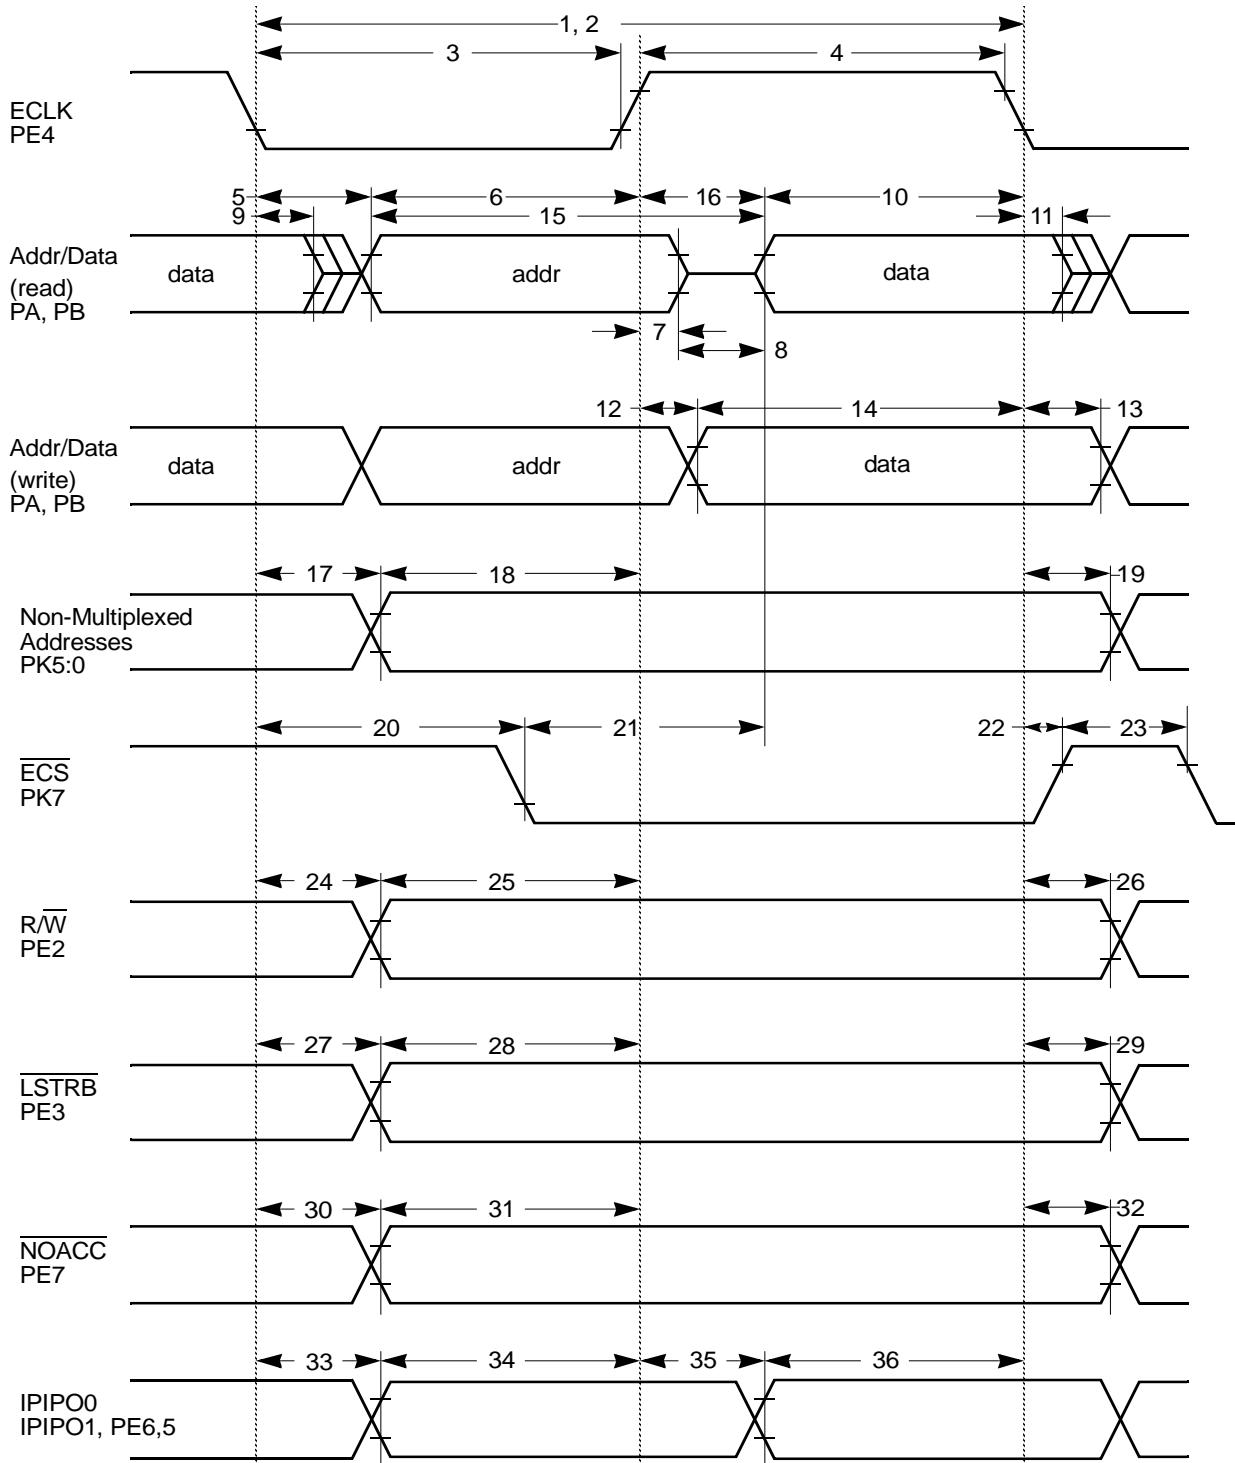 1, 2
3
4
ECLK
PE4
5
6
16
10
9
15
11
Addr/Data
(read)
PA, PB
data
addr
data
7
8
12
14
13
Addr/Data
(write)
PA, PB
data
addr
data
17
18
19
Non-Multiplexed
Addresses
PK5:0
20
21
22
23
ECS
PK7
24
25
26
R/W
PE2
27
28
29
LSTRB
PE3
30
31
32
NOACC
PE7
33
34
35
36
IPIPO0
IPIPO1, PE6,5